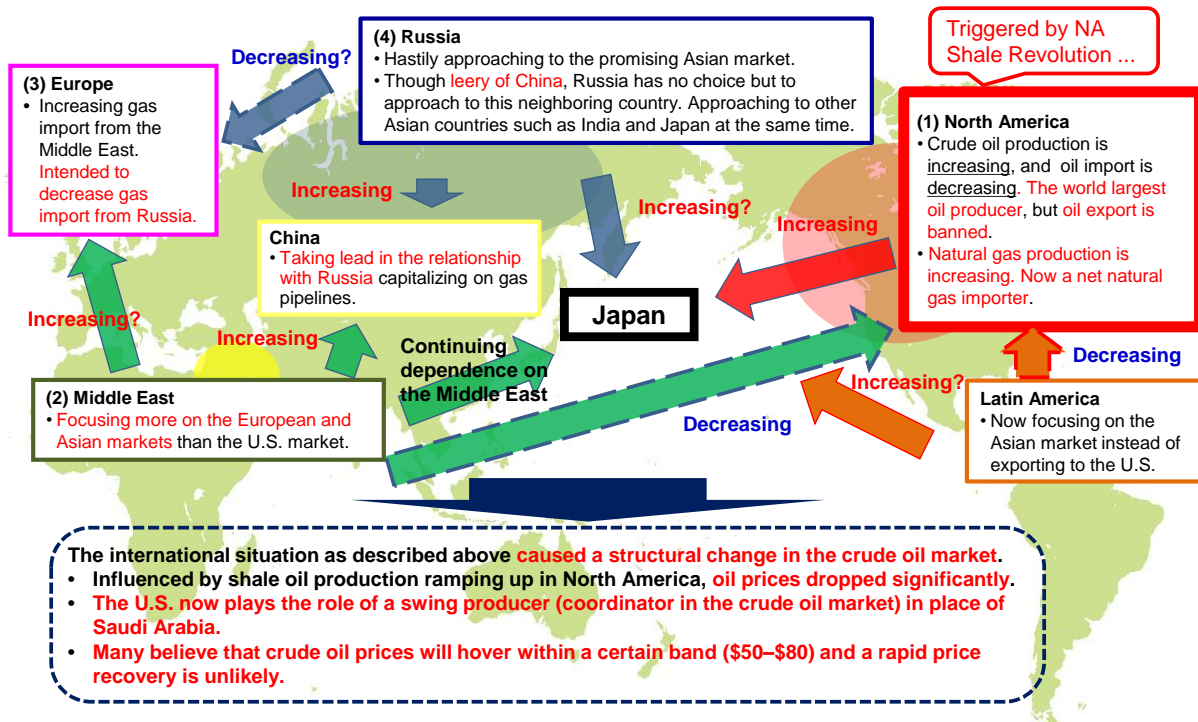 Triggered by NA
Shale Revolution ...
Decreasing?
(4) Russia
• Hastily approaching to the promising Asian market.
• Though leery of China, Russia has no choice but to
approach to this neighboring country. Approaching to other
Asian countries such as India and Japan at the same time.
(3) Europe
• Increasing gas
import from the
Middle East.
Intended to
decrease gas
import from Russia.
(1) North America
• Crude oil production is
increasing, and oil import is
decreasing. The world largest
oil producer, but oil export is
banned.
• Natural gas production is
increasing. Now a net natural
gas importer.
Increasing
Increasing?
Increasing
China
• Taking lead in the relationship
with Russia capitalizing on gas
pipelines.
Japan
Increasing?
Increasing
Continuing
dependence on
the Middle East
Decreasing
Increasing?
Decreasing
(2) Middle East
• Focusing more on the European and
Asian markets than the U.S. market.
Latin America
• Now focusing on the
Asian market instead of
exporting to the U.S.
The international situation as described above caused a structural change in the crude oil market.
• Influenced by shale oil production ramping up in North America, oil prices dropped significantly.
• The U.S. now plays the role of a swing producer (coordinator in the crude oil market) in place of
Saudi Arabia.
• Many believe that crude oil prices will hover within a certain band ($50–$80) and a rapid price
recovery is unlikely.